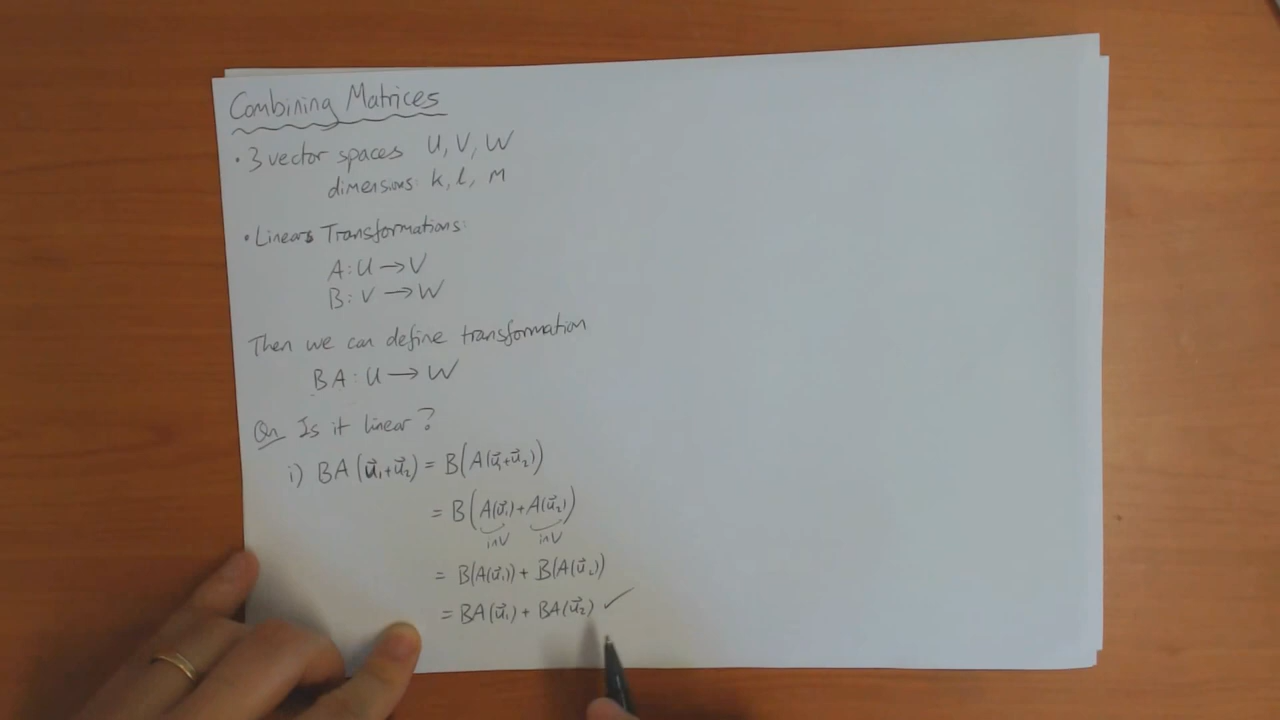 Combining Matrices
• 3 vector spaces U, V, W
dimensions: k, l, m
• Linears Transformations:
A: U → V
B: V → W
Then we can define transformation
BA: U → W
Qn Is it linear?
i) BA(u⃗₁+u⃗₂) = B(A(u⃗₁+u⃗₂))
= B(A(u⃗₁)+A(u⃗₂))
in V in V
= B(A(u⃗₁)) + B(A(u⃗₂))
= BA(u⃗₁) + BA(u⃗₂) ✓